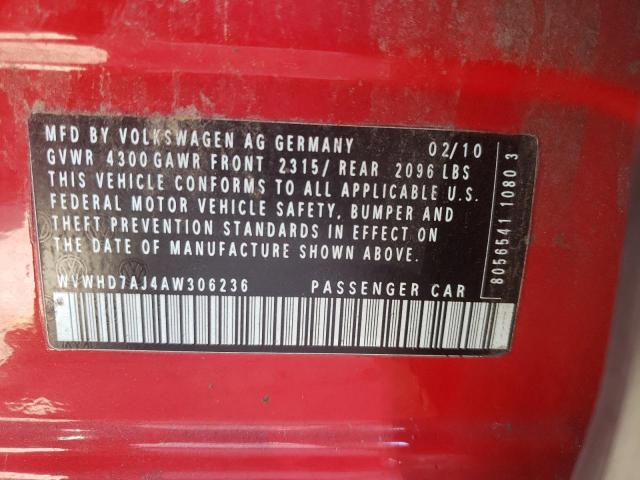 MFD BY VOLKSWAGEN AG GERMANY 02/10
GVWR 4300 GAWR FRONT 2315/ REAR 2096 LBS
THIS VEHICLE CONFORMS TO ALL APPLICABLE U.S.
FEDERAL MOTOR VEHICLE SAFETY, BUMPER AND
THEFT PREVENTION STANDARDS IN EFFECT ON
THE DATE OF MANUFACTURE SHOWN ABOVE.
WVWHD7AJ4AW306236 PASSENGER CAR
8056541 1080 3